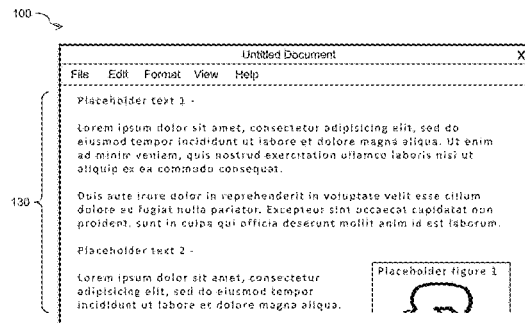 100
Untitled Document X
File Edit Format View Help
Placeholder text 1 -
Lorem ipsum dolor sit amet, consectetur adipisicing elit, sed do
eiusmod tempor incididunt ut labore et dolore magna aliqua. Ut enim
ad minim veniam, quis nostrud exercitation ullamco laboris nisi ut
aliquip ex ea commodo consequat.
130
Duis aute irure dolor in reprehenderit in voluptate velit esse cillum
dolore eu fugiat nulla pariatur. Excepteur sint occaecat cupidatat non
proident, sunt in culpa qui officia deserunt mollit anim id est laborum.
Placeholder text 2 -
Lorem ipsum dolor sit amet, consectetur
adipisicing elit, sed do eiusmod tempor
incididunt ut labore et dolore magna aliqua.
Placeholder figure 1